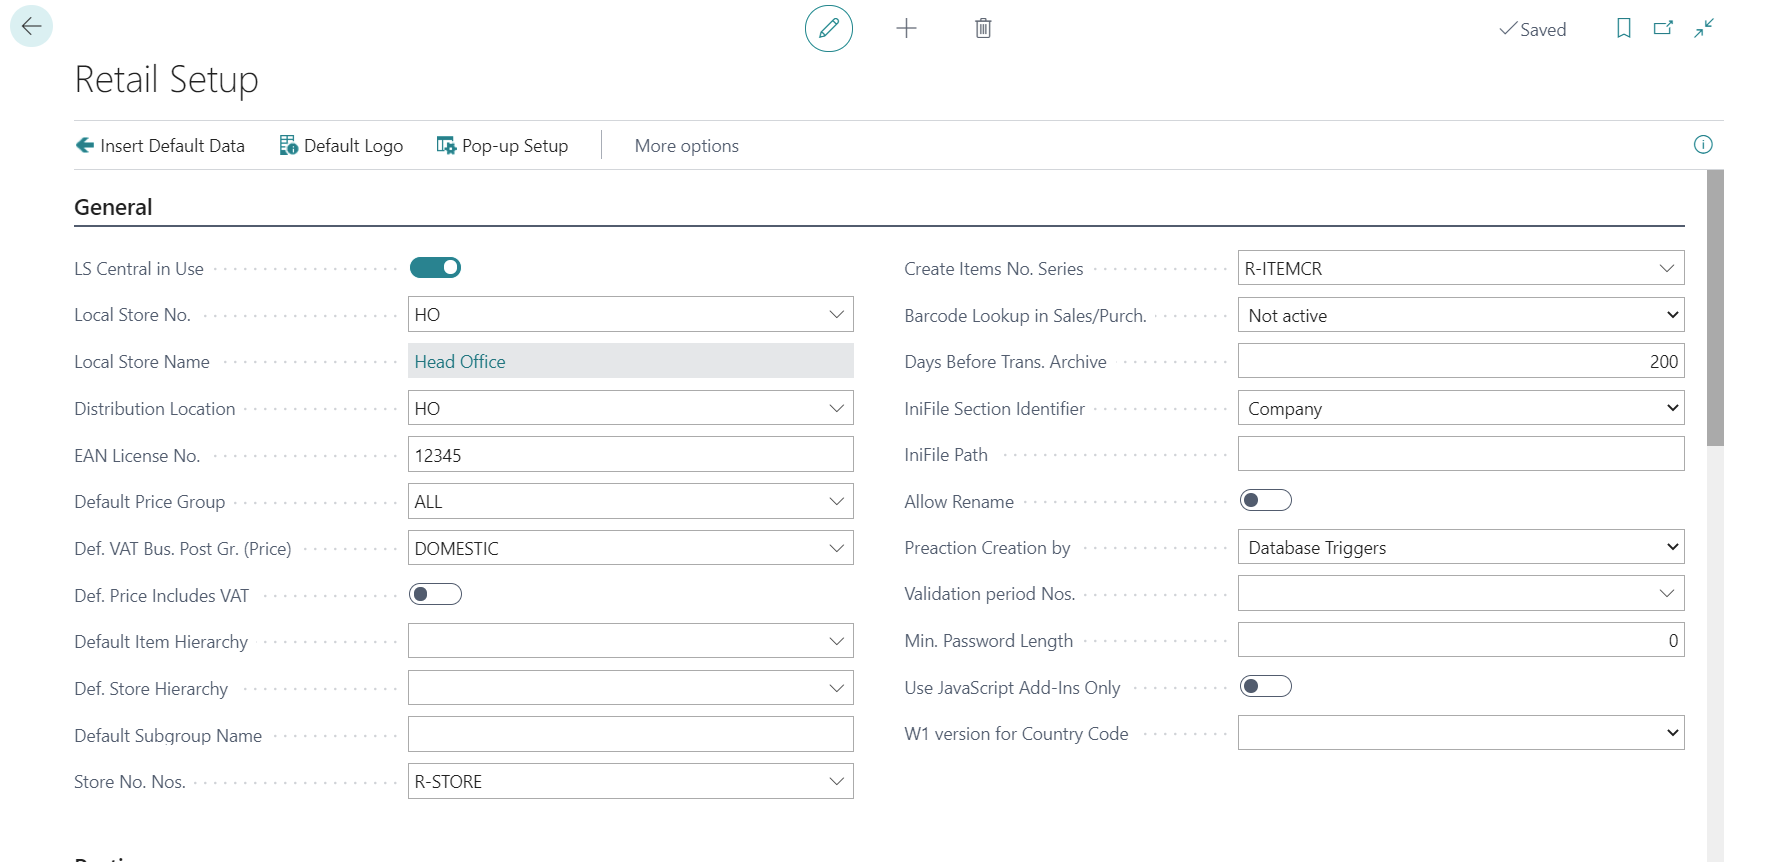 Saved
Retail Setup
Insert Default Data
Default Logo
Pop-up Setup
More options
General
LS Central in Use
Local Store No.
HO
Local Store Name
Head Office
Distribution Location
HO
EAN License No.
12345
Default Price Group
ALL
Def. VAT Bus. Post Gr. (Price)
DOMESTIC
Def. Price Includes VAT
Default Item Hierarchy
Def. Store Hierarchy
Default Subgroup Name
Store No. Nos.
R-STORE
Create Items No. Series
R-ITEMCR
Barcode Lookup in Sales/Purch.
Not active
Days Before Trans. Archive
200
IniFile Section Identifier
Company
IniFile Path
Allow Rename
Preaction Creation by
Database Triggers
Validation period Nos.
Min. Password Length
0
Use JavaScript Add-Ins Only
W1 version for Country Code